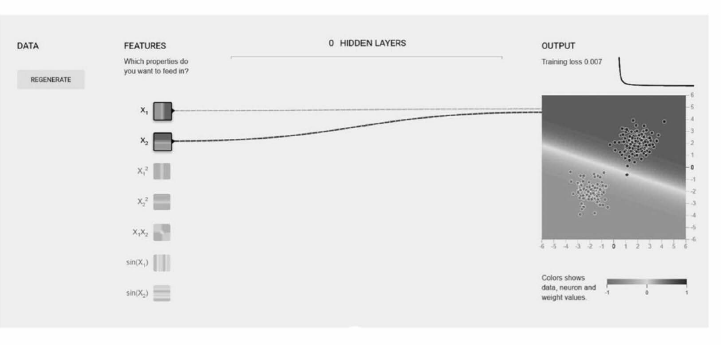 DATA
REGENERATE
FEATURES
Which properties do
you want to feed in?
X₁
X₂
X₁²
X₂²
X₁X₂
sin(X₁)
sin(X₂)
0 HIDDEN LAYERS
OUTPUT
Training loss 0.007
6
5
4
3
2
1
0
-1
-2
-3
-4
-5
-6
-6 -5 -4 -3 -2 -1 0 1 2 3 4 5 6
Colors shows
data, neuron and
weight values.
-1 0 1